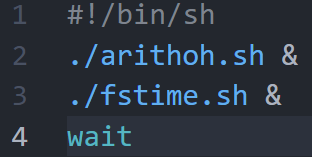 1 #!/bin/sh
2 ./arithoh.sh &
3 ./fstime.sh &
4 wait